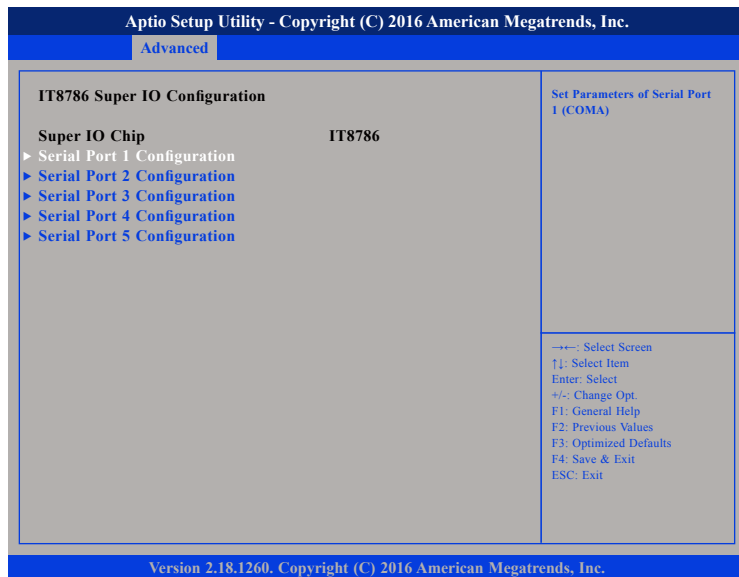 Aptio Setup Utility - Copyright (C) 2016 American Megatrends, Inc.
Advanced
IT8786 Super IO Configuration
Super IO Chip IT8786
▶ Serial Port 1 Configuration
▶ Serial Port 2 Configuration
▶ Serial Port 3 Configuration
▶ Serial Port 4 Configuration
▶ Serial Port 5 Configuration
Set Parameters of Serial Port
1 (COMA)
→←: Select Screen
↑↓: Select Item
Enter: Select
+/-: Change Opt.
F1: General Help
F2: Previous Values
F3: Optimized Defaults
F4: Save & Exit
ESC: Exit
Version 2.18.1260. Copyright (C) 2016 American Megatrends, Inc.